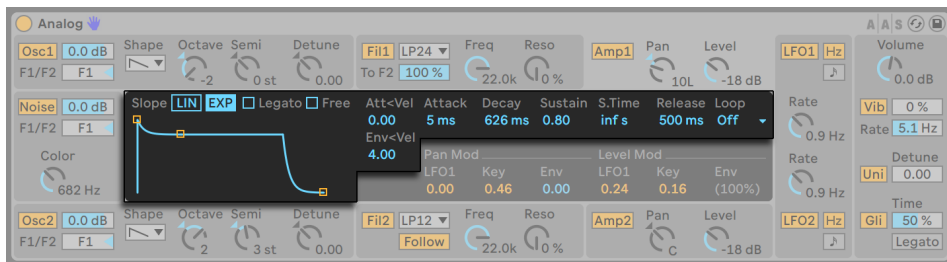 Analog
AAS
Osc1 0.0 dB Shape Octave Semi Detune
F1/F2 F1 -2 0 st 0.00
Fil1 LP24 Freq Reso
To F2 100 % 22.0k 0 %
Amp1 Pan Level
10L -18 dB
LFO1 Hz
Volume
0.0 dB
Noise 0.0 dB
F1/F2 F1
Color
682 Hz
Slope LIN EXP Legato Free
Att<Vel Attack Decay Sustain S.Time Release Loop
0.00 5 ms 626 ms 0.80 inf s 500 ms Off
Env<Vel
4.00
Pan Mod Level Mod
LFO1 Key Env LFO1 Key Env
0.00 0.46 0.00 0.24 0.16 (100%)
Rate
0.9 Hz
Rate
0.9 Hz
Vib 0 %
Rate 5.1 Hz
Detune
Uni 0.00
Time
Gli 50 %
Legato
Osc2 0.0 dB Shape Octave Semi Detune
F1/F2 F1 2 3 st 0.00
Fil2 LP12 Freq Reso
Follow 22.0k 0 %
Amp2 Pan Level
C -18 dB
LFO2 Hz